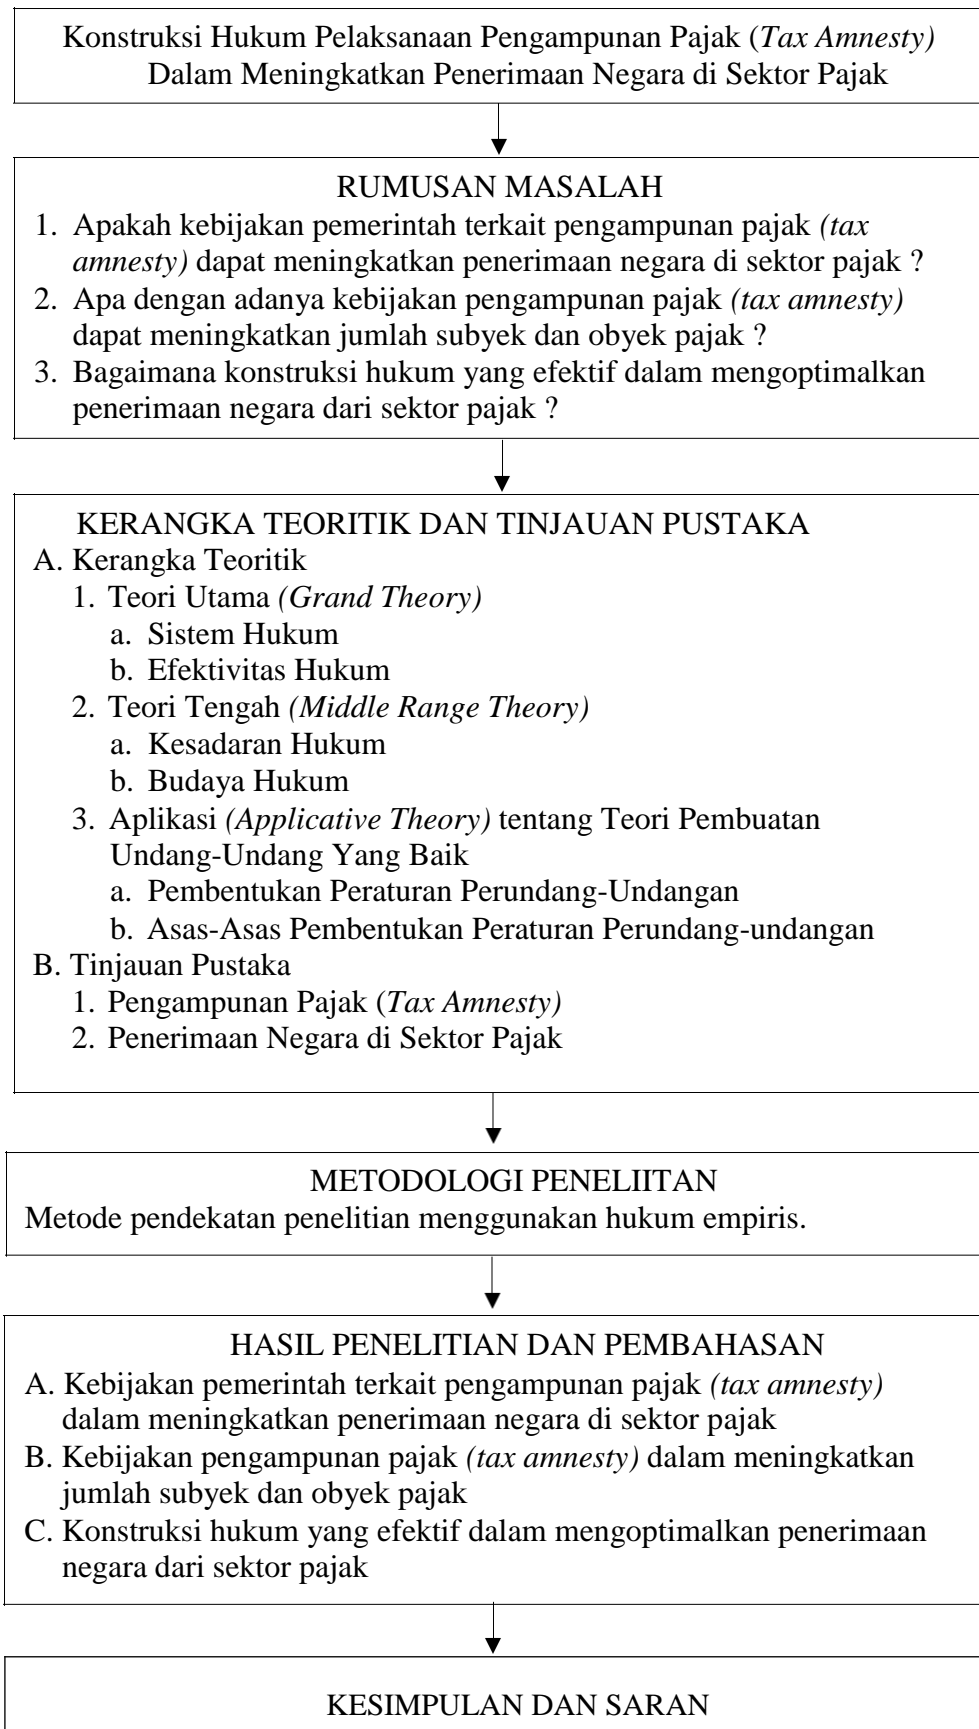 Konstruksi Hukum Pelaksanaan Pengampunan Pajak (Tax Amnesty)
Dalam Meningkatkan Penerimaan Negara di Sektor Pajak
RUMUSAN MASALAH
1. Apakah kebijakan pemerintah terkait pengampunan pajak (tax
amnesty) dapat meningkatkan penerimaan negara di sektor pajak ?
2. Apa dengan adanya kebijakan pengampunan pajak (tax amnesty)
dapat meningkatkan jumlah subyek dan obyek pajak ?
3. Bagaimana konstruksi hukum yang efektif dalam mengoptimalkan
penerimaan negara dari sektor pajak ?
KERANGKA TEORITIK DAN TINJAUAN PUSTAKA
A. Kerangka Teoritik
1. Teori Utama (Grand Theory)
a. Sistem Hukum
b. Efektivitas Hukum
2. Teori Tengah (Middle Range Theory)
a. Kesadaran Hukum
b. Budaya Hukum
3. Aplikasi (Applicative Theory) tentang Teori Pembuatan
Undang-Undang Yang Baik
a. Pembentukan Peraturan Perundang-Undangan
b. Asas-Asas Pembentukan Peraturan Perundang-undangan
B. Tinjauan Pustaka
1. Pengampunan Pajak (Tax Amnesty)
2. Penerimaan Negara di Sektor Pajak
METODOLOGI PENELIITAN
Metode pendekatan penelitian menggunakan hukum empiris.
HASIL PENELITIAN DAN PEMBAHASAN
A. Kebijakan pemerintah terkait pengampunan pajak (tax amnesty)
dalam meningkatkan penerimaan negara di sektor pajak
B. Kebijakan pengampunan pajak (tax amnesty) dalam meningkatkan
jumlah subyek dan obyek pajak
C. Konstruksi hukum yang efektif dalam mengoptimalkan penerimaan
negara dari sektor pajak
KESIMPULAN DAN SARAN